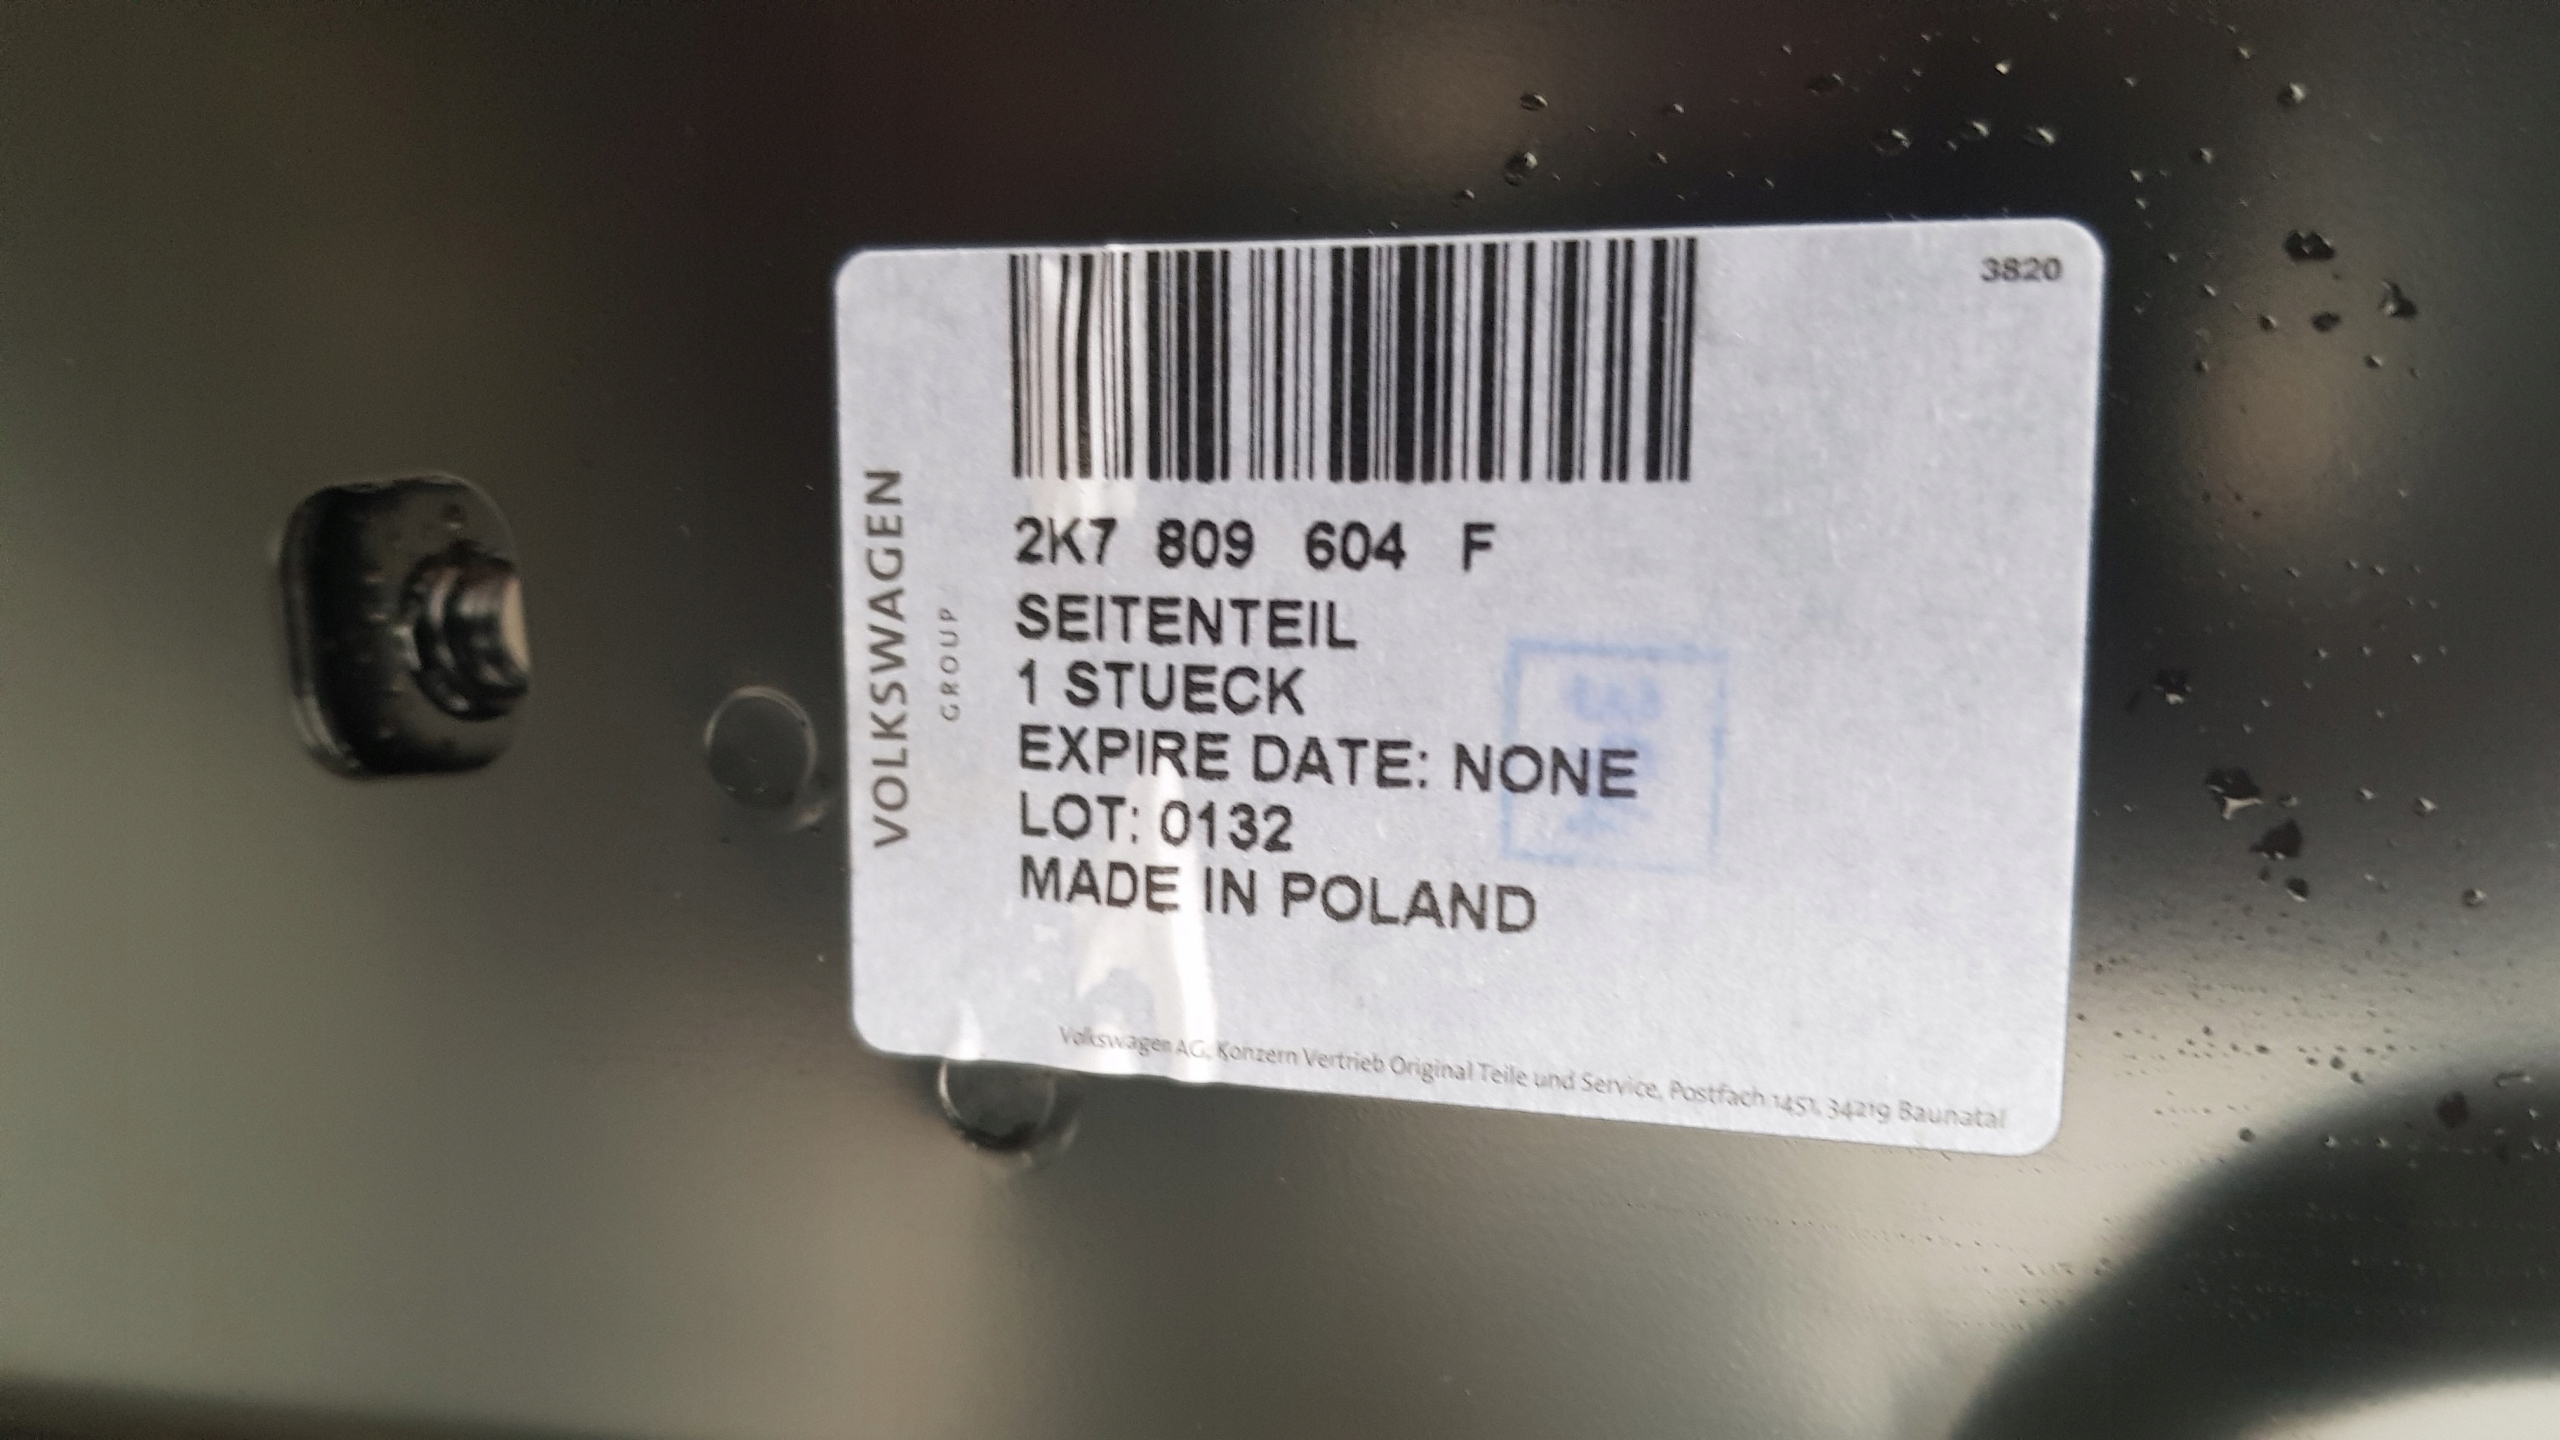 3820
VOLKSWAGEN
GROUP
2K7 809 604 F
SEITENTEIL
1 STUECK
EXPIRE DATE: NONE
LOT: 0132
MADE IN POLAND
Volkswagen AG, Konzern Vertrieb Original Teile und Service, Postfach 1451, 34219 Baunatal